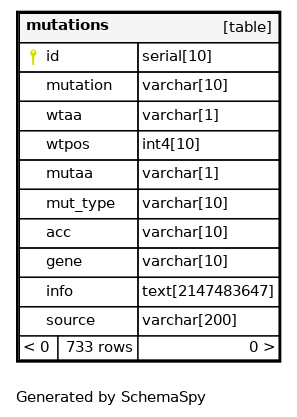 mutations [table]
id serial[10]
mutation varchar[10]
wtaa varchar[1]
wtpos int4[10]
mutaa varchar[1]
mut_type varchar[10]
acc varchar[10]
gene varchar[10]
info text[2147483647]
source varchar[200]
< 0 733 rows 0 >
Generated by SchemaSpy